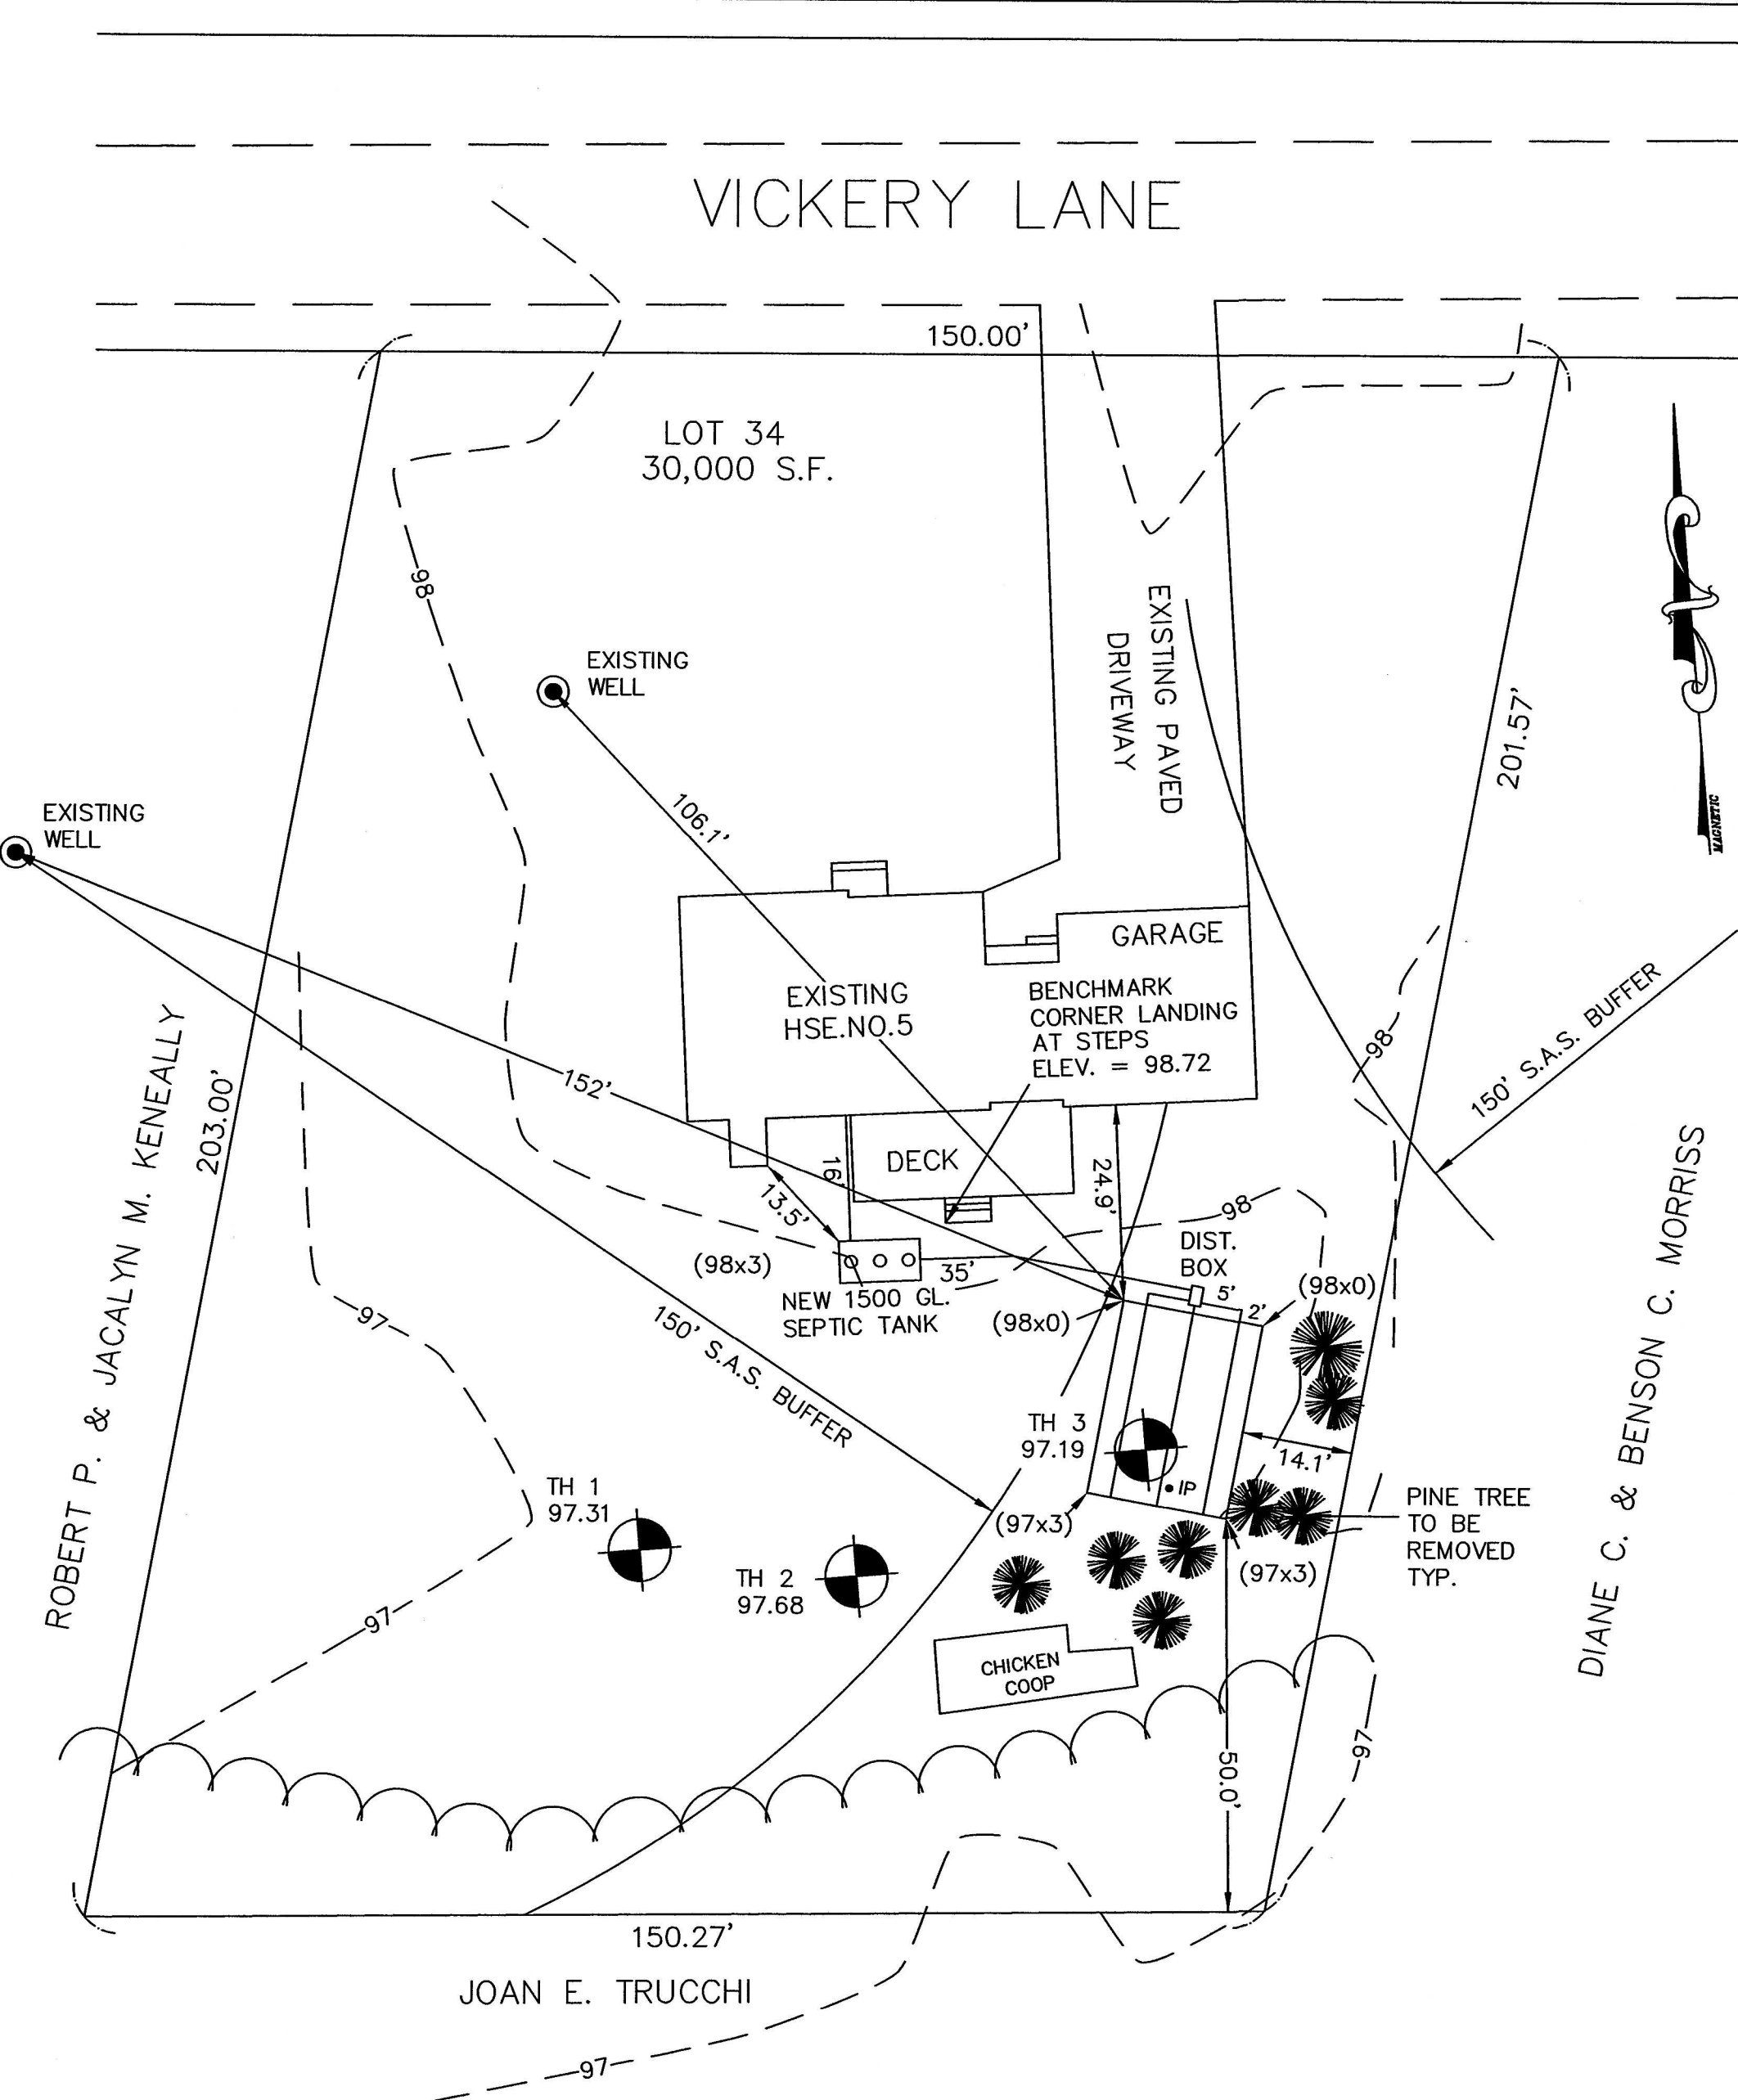 VICKERY LANE
150.00'
LOT 34
30,000 S.F.
98
EXISTING PAVED
DRIVEWAY
EXISTING
WELL
201.57'
MAGNETIC
106.1'
EXISTING
WELL
GARAGE
EXISTING
HSE.NO.5
BENCHMARK
CORNER LANDING
AT STEPS
ELEV. = 98.72
98
150' S.A.S. BUFFER
152'
203.00'
ROBERT P. & JACALYN M. KENEALLY
DECK
16'
13.5'
24.9'
98
DIST.
BOX
(98x3)
35'
5'
2'
(98x0)
NEW 1500 GL.
SEPTIC TANK
(98x0)
97
150' S.A.S. BUFFER
DIANE C. & BENSON C. MORRISS
TH 3
97.19
14.1'
IP
TH 1
97.31
(97x3)
PINE TREE
TO BE
REMOVED
TYP.
TH 2
97.68
(97x3)
97
CHICKEN
COOP
97
50.0'
150.27'
JOAN E. TRUCCHI
97